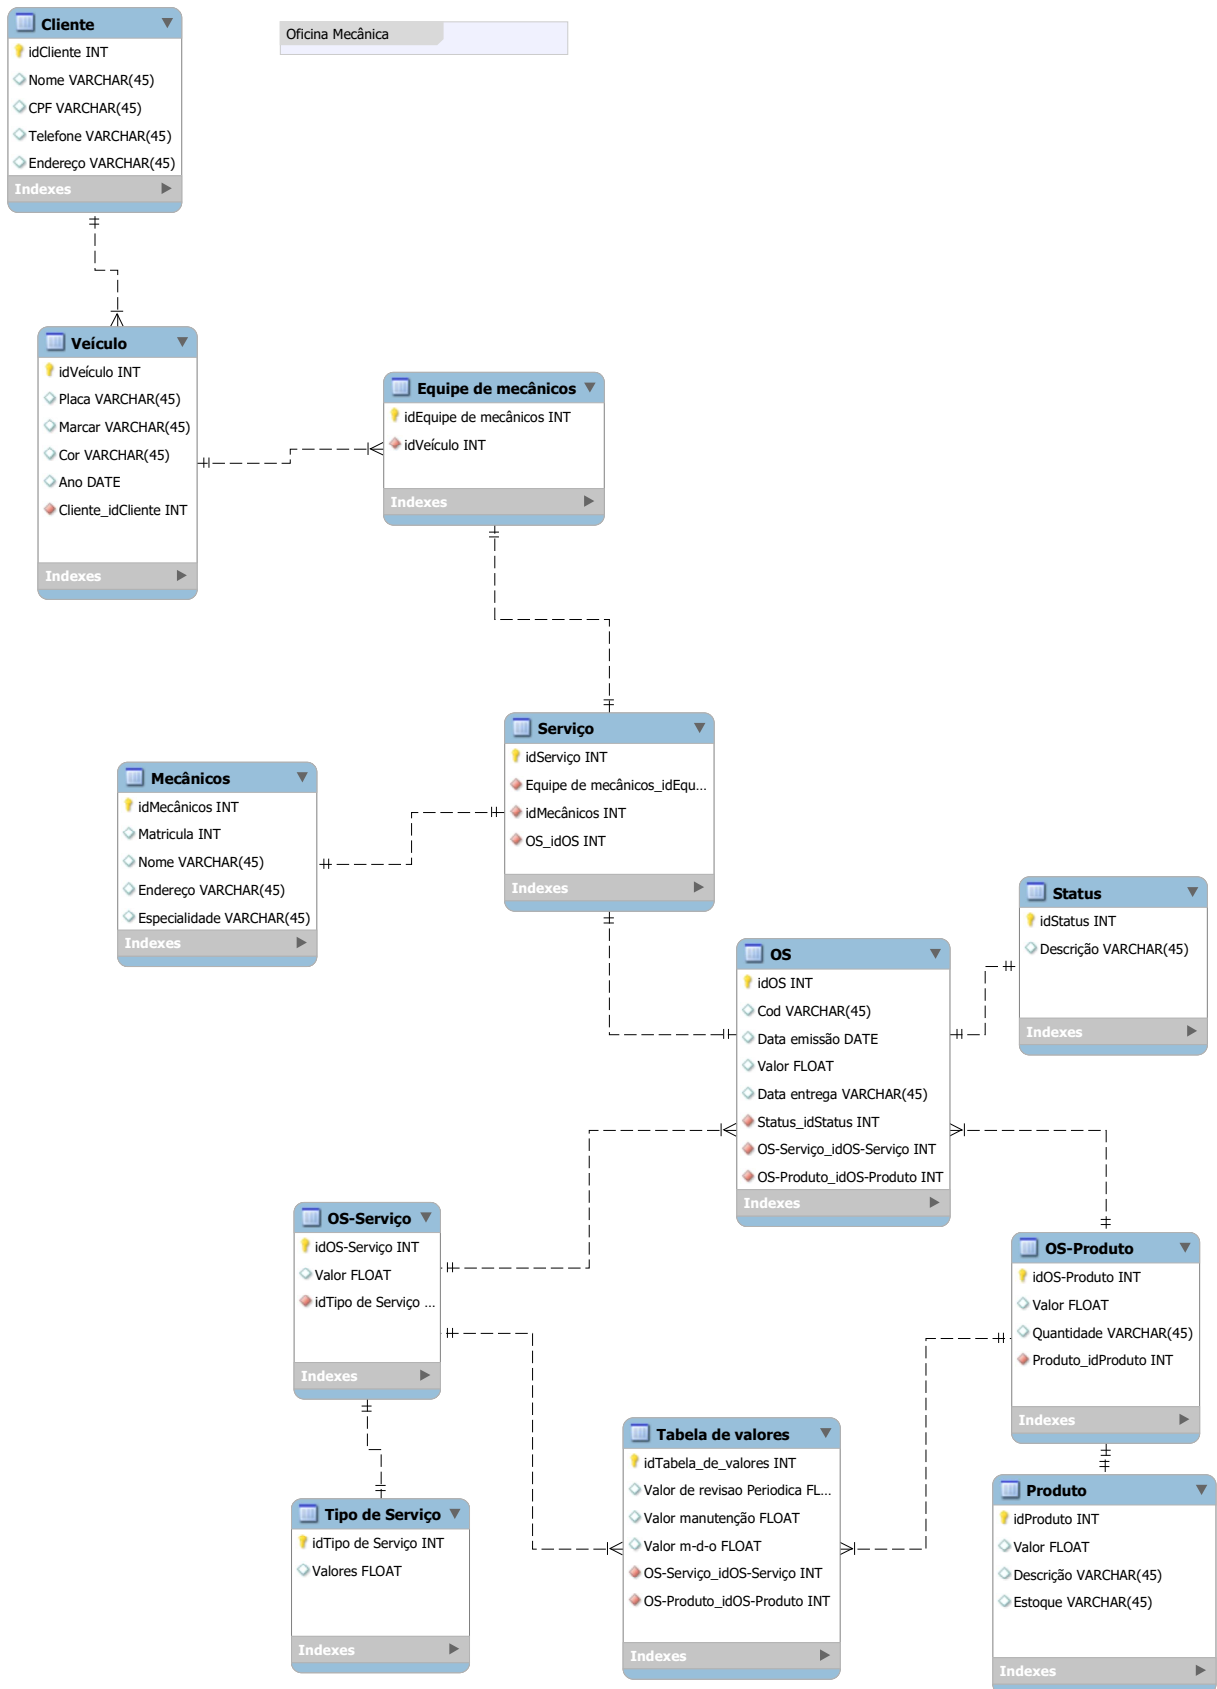 Cliente
idCliente INT
Nome VARCHAR(45)
CPF VARCHAR(45)
Telefone VARCHAR(45)
Endereço VARCHAR(45)
Indexes
Oficina Mecânica
Veículo
idVeículo INT
Placa VARCHAR(45)
Marcar VARCHAR(45)
Cor VARCHAR(45)
Ano DATE
Cliente_idCliente INT
Indexes
Equipe de mecânicos
idEquipe de mecânicos INT
idVeículo INT
Indexes
Serviço
idServiço INT
Equipe de mecânicos_idEqu...
idMecânicos INT
OS_idOS INT
Indexes
Mecânicos
idMecânicos INT
Matricula INT
Nome VARCHAR(45)
Endereço VARCHAR(45)
Especialidade VARCHAR(45)
Indexes
Status
idStatus INT
Descrição VARCHAR(45)
Indexes
OS
idOS INT
Cod VARCHAR(45)
Data emissão DATE
Valor FLOAT
Data entrega VARCHAR(45)
Status_idStatus INT
OS-Serviço_idOS-Serviço INT
OS-Produto_idOS-Produto INT
Indexes
OS-Serviço
idOS-Serviço INT
Valor FLOAT
idTipo de Serviço ...
Indexes
OS-Produto
idOS-Produto INT
Valor FLOAT
Quantidade VARCHAR(45)
Produto_idProduto INT
Indexes
Tabela de valores
idTabela_de_valores INT
Valor de revisao Periodica FL...
Valor manutenção FLOAT
Valor m-d-o FLOAT
OS-Serviço_idOS-Serviço INT
OS-Produto_idOS-Produto INT
Indexes
Tipo de Serviço
idTipo de Serviço INT
Valores FLOAT
Indexes
Produto
idProduto INT
Valor FLOAT
Descrição VARCHAR(45)
Estoque VARCHAR(45)
Indexes